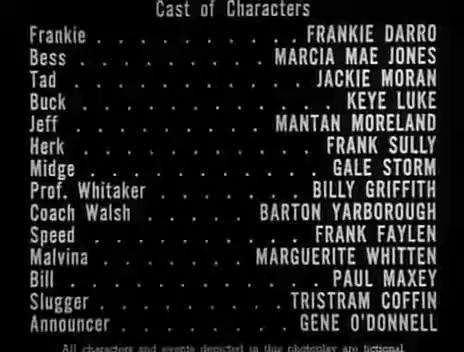 Cast of Characters
Frankie . . . . . . . . . . FRANKIE DARRO
Bess . . . . . . . . . . MARCIA MAE JONES
Tad . . . . . . . . . . . . JACKIE MORAN
Buck . . . . . . . . . . . . . KEYE LUKE
Jeff . . . . . . . . . . MANTAN MORELAND
Herk . . . . . . . . . . . . FRANK SULLY
Midge . . . . . . . . . . . . GALE STORM
Prof. Whitaker . . . . . . BILLY GRIFFITH
Coach Walsh . . . . . BARTON YARBOROUGH
Speed . . . . . . . . . . . FRANK FAYLEN
Malvina . . . . . . . . MARGUERITE WHITTEN
Bill . . . . . . . . . . . . . PAUL MAXEY
Slugger . . . . . . . . . TRISTRAM COFFIN
Announcer . . . . . . . . GENE O'DONNELL
All characters and events depicted in this photoplay are fictional